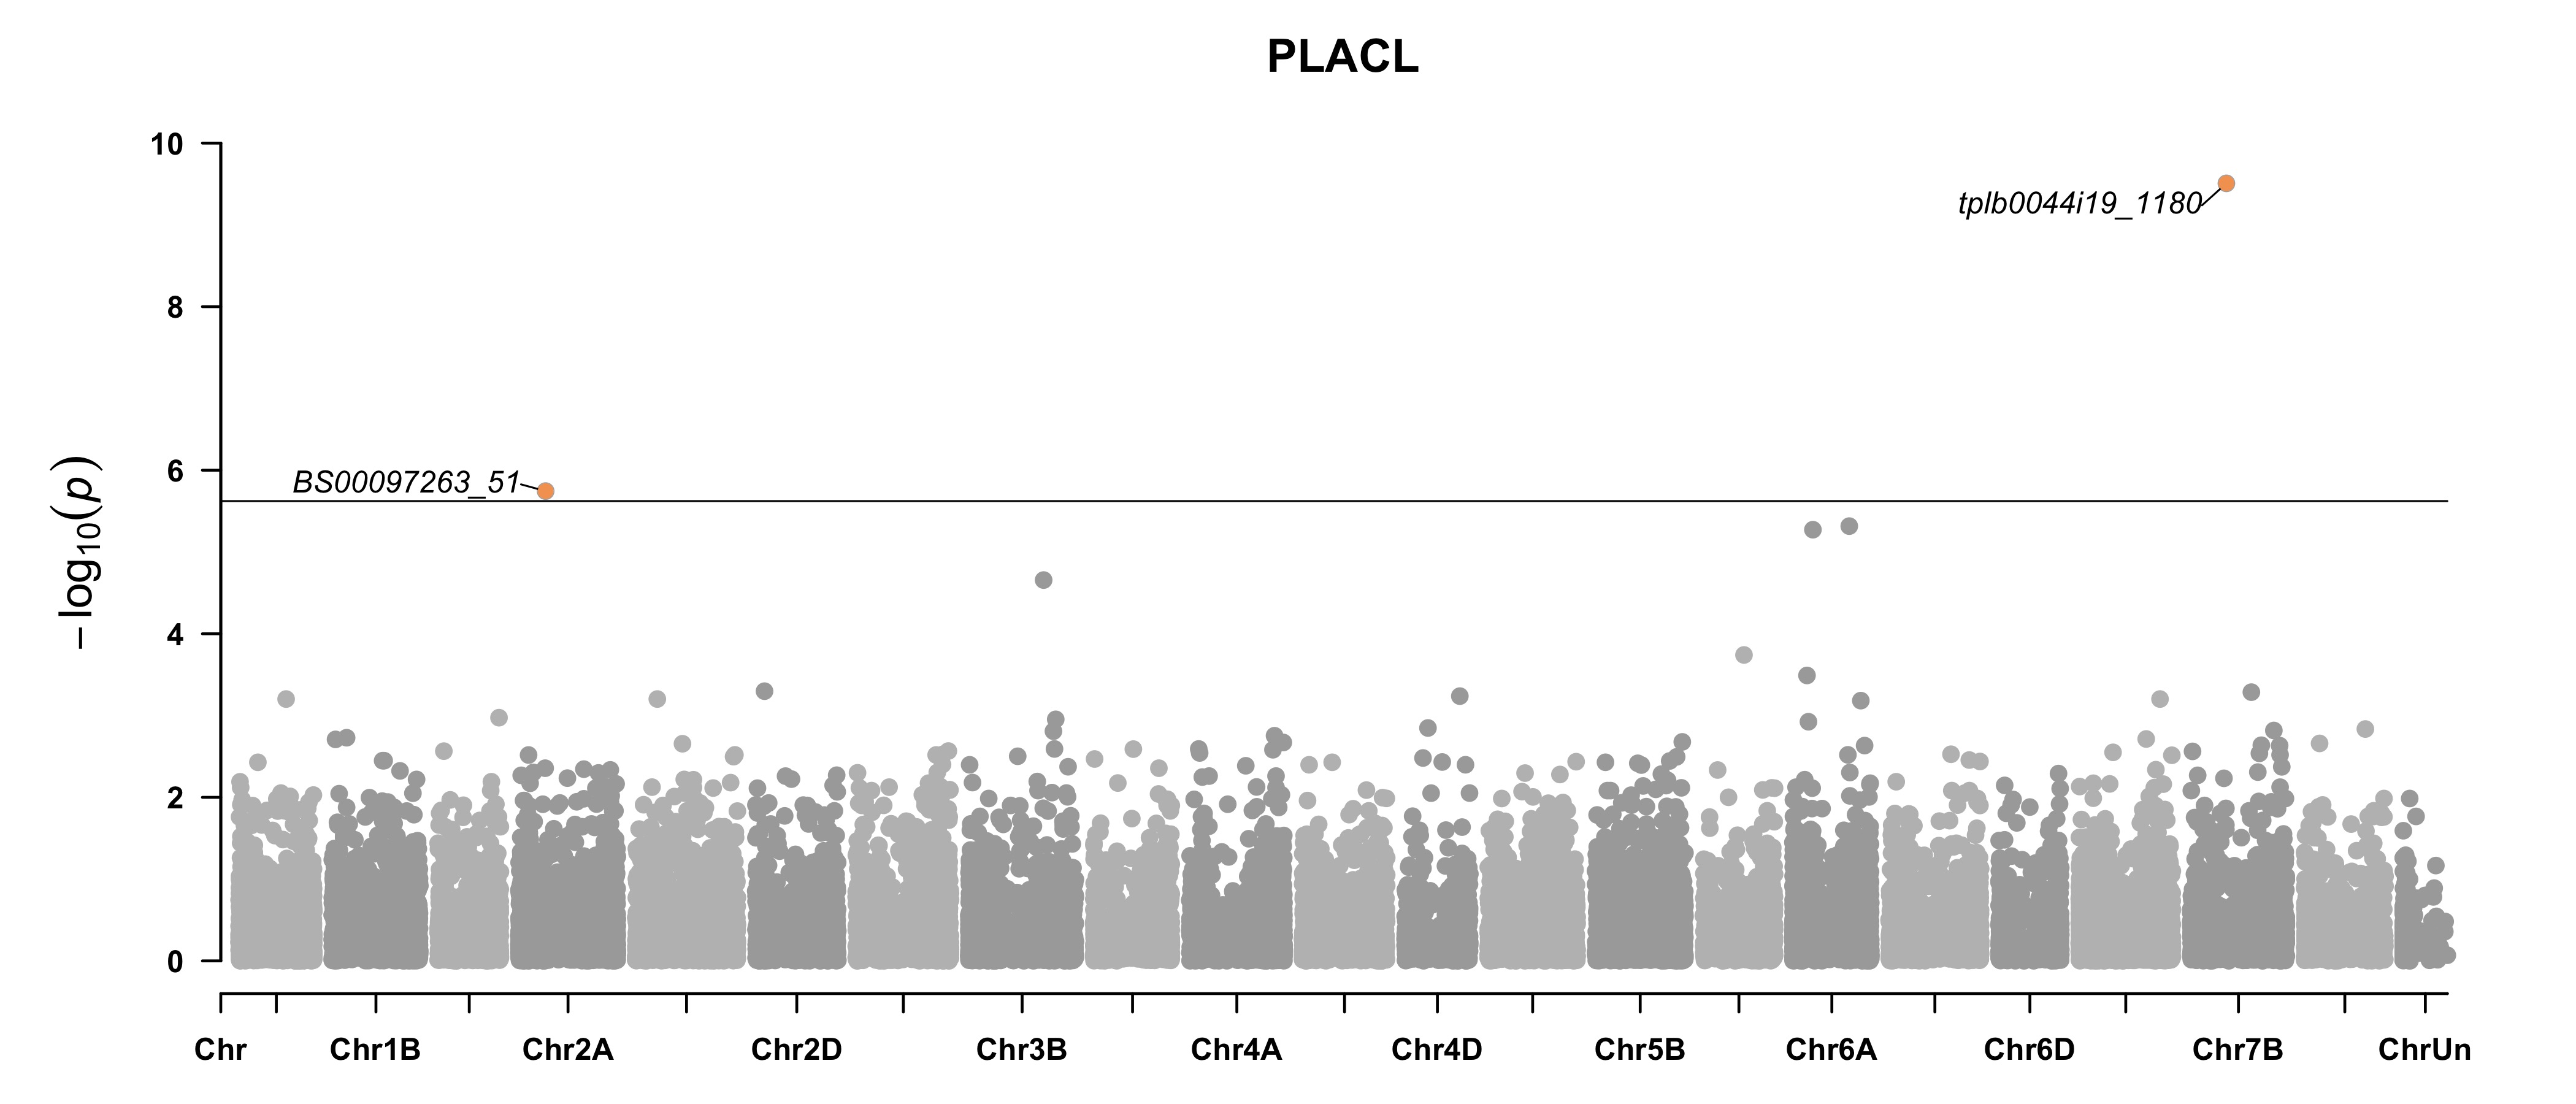 PLACL
10
tplb0044i19_1180
8
6
BS00097263_51
−log10(p)
4
2
0
Chr Chr1B Chr2A Chr2D Chr3B Chr4A Chr4D Chr5B Chr6A Chr6D Chr7B ChrUn